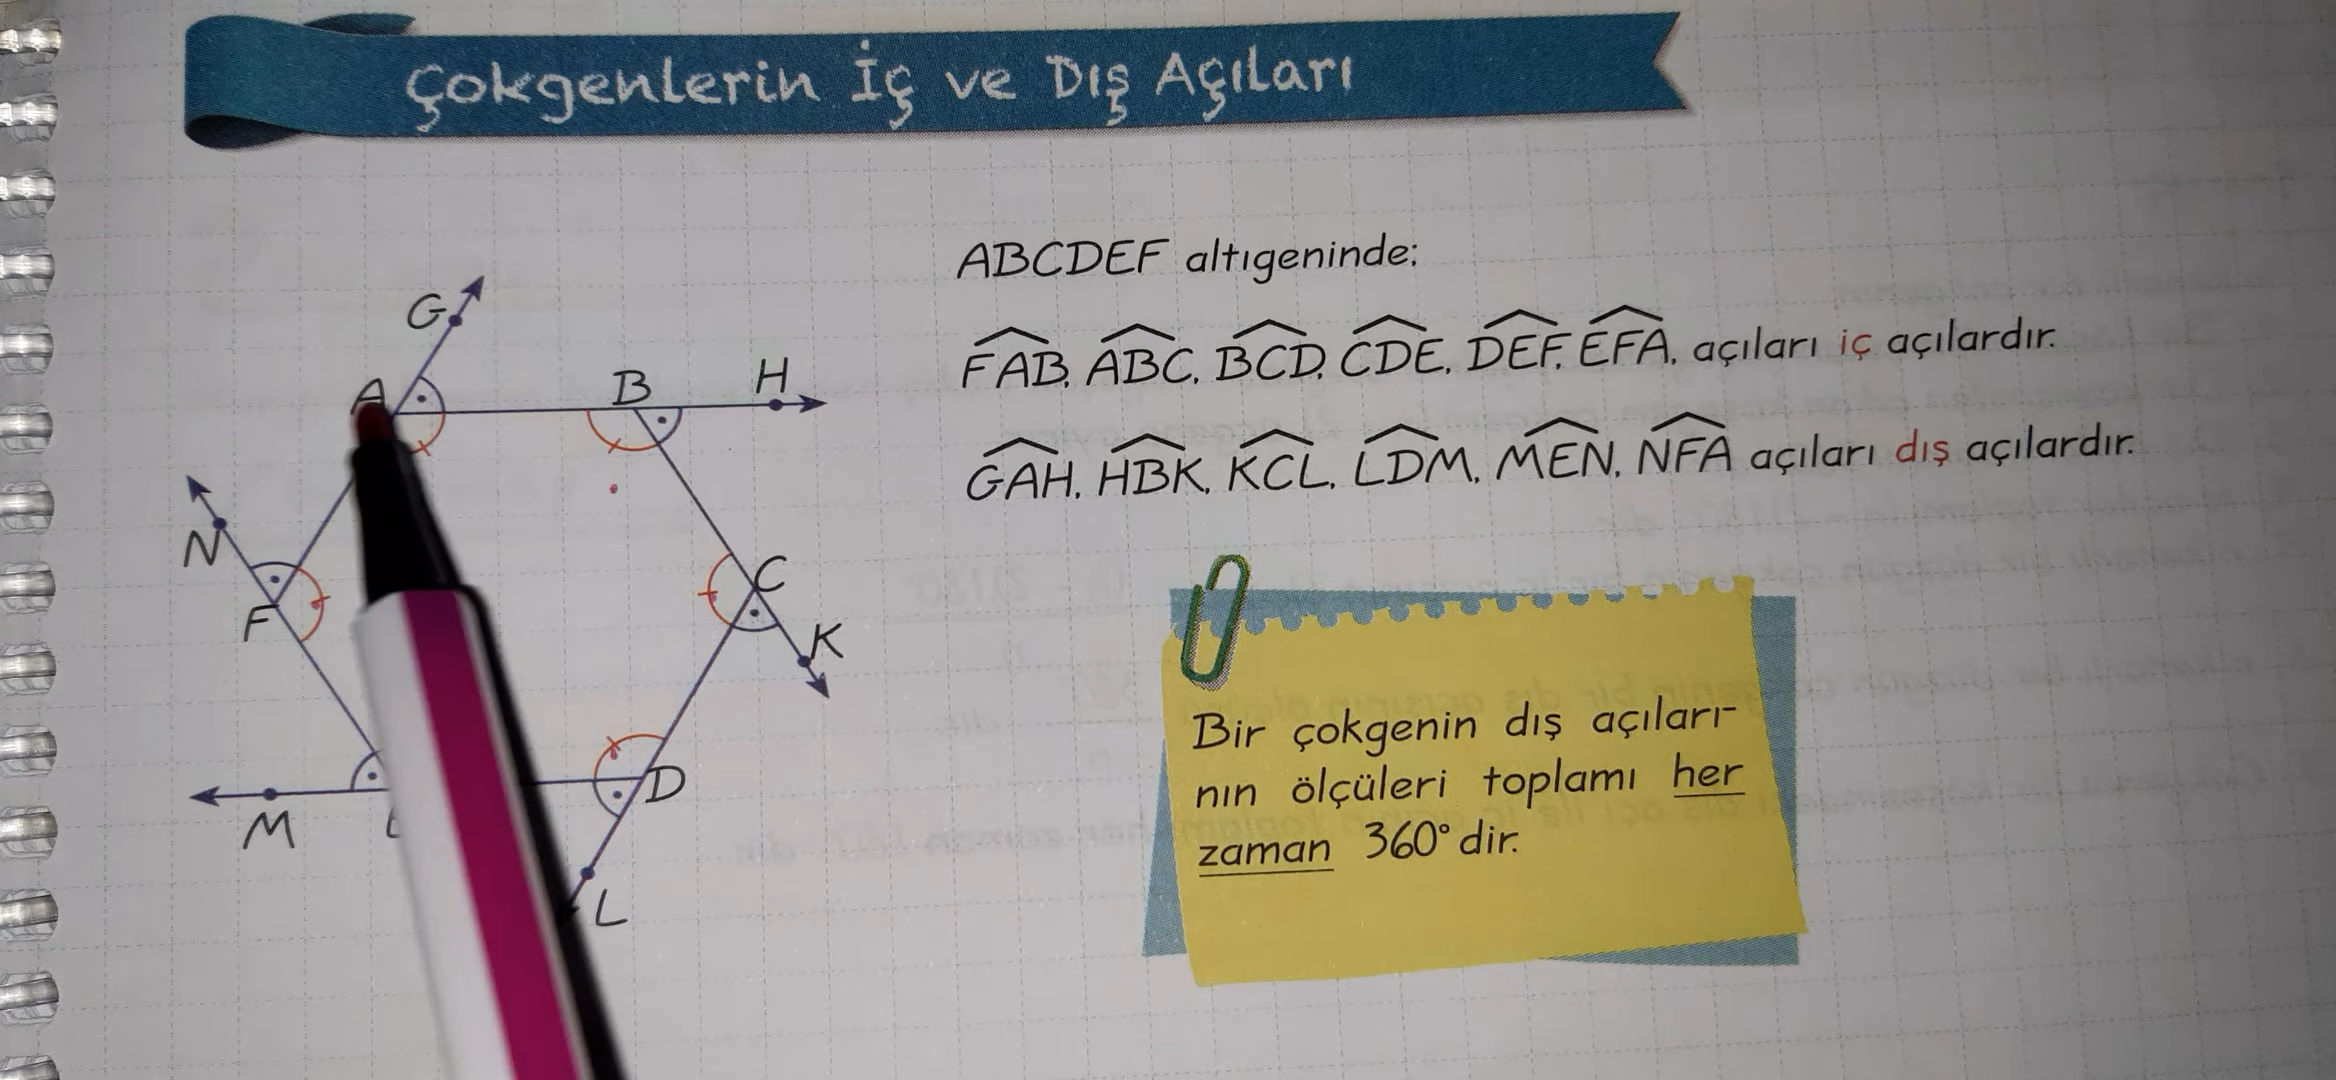 Çokgenlerin İç ve Dış Açıları
ABCDEF altıgeninde:
FAB, ABC, BCD, CDE, DEF, EFA, açıları iç açılardır.
GAH, HBK, KCL, LDM, MEN, NFA açıları dış açılardır.
G
A
B
H
N
F
C
K
D
M
L
Bir çokgenin dış açıları-
nın ölçüleri toplamı her
zaman 360° dir.